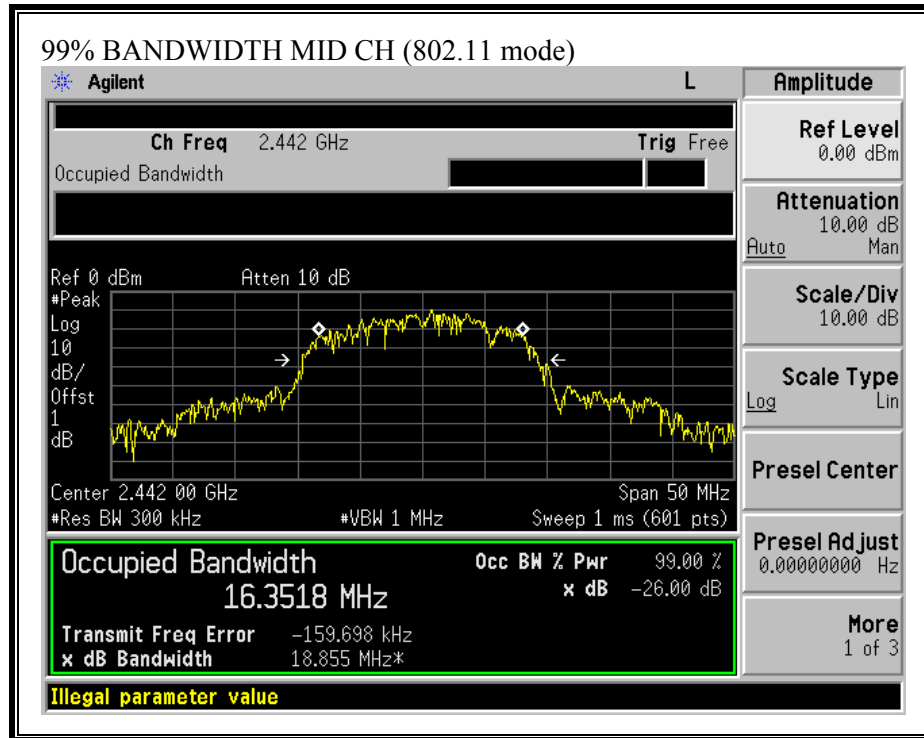 99% BANDWIDTH MID CH (802.11 mode)
Agilent L
Ch Freq 2.442 GHz Trig Free
Occupied Bandwidth
Ref 0 dBm Atten 10 dB
#Peak
Log
10
dB/
Offst
1
dB
Center 2.442 00 GHz Span 50 MHz
#Res BW 300 kHz #VBW 1 MHz Sweep 1 ms (601 pts)
Occupied Bandwidth
16.3518 MHz
Occ BW % Pwr 99.00 %
x dB -26.00 dB
Transmit Freq Error -159.698 kHz
x dB Bandwidth 18.855 MHz*
Illegal parameter value
Amplitude
Ref Level
0.00 dBm
Attenuation
10.00 dB
Auto Man
Scale/Div
10.00 dB
Scale Type
Log Lin
Presel Center
Presel Adjust
0.00000000 Hz
More
1 of 3